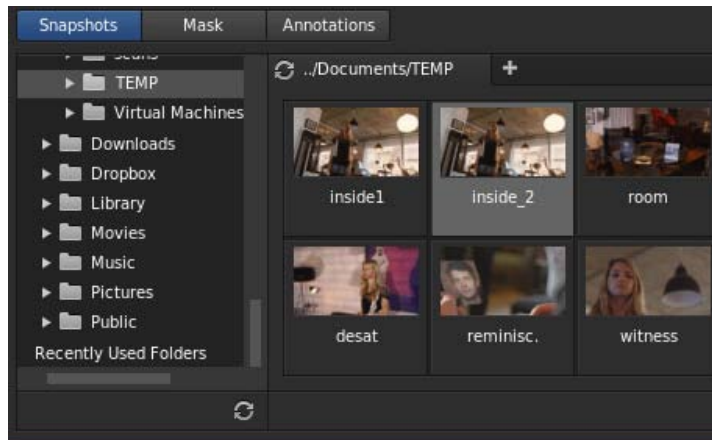 Snapshots Mask Annotations
scans
TEMP
Virtual Machines
Downloads
Dropbox
Library
Movies
Music
Pictures
Public
Recently Used Folders
../Documents/TEMP +
inside1 inside_2 room
desat reminisc. witness